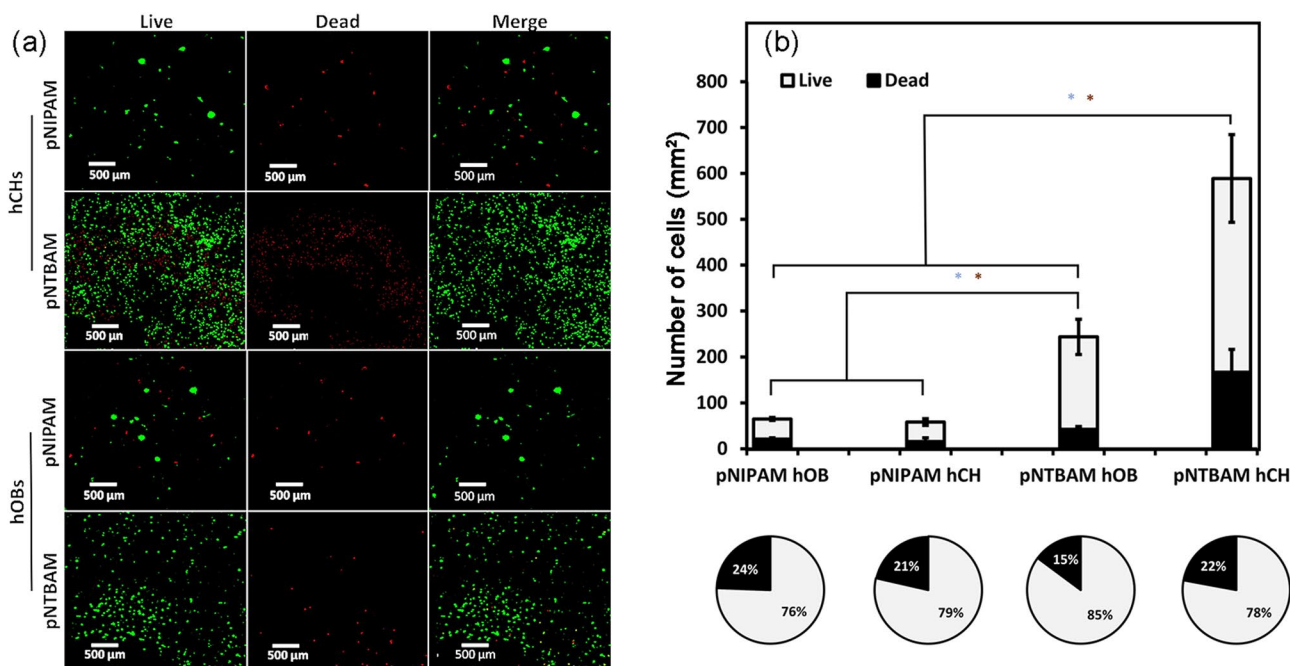 (a)
Live Dead Merge
hCHs
pNIPAM
500 µm 500 µm 500 µm
pNTBAM
500 µm 500 µm 500 µm
hOBs
pNIPAM
500 µm 500 µm 500 µm
pNTBAM
500 µm 500 µm 500 µm
(b)
Live Dead
* *
* *
Number of cells (mm²)
800
700
600
500
400
300
200
100
0
pNIPAM hOB pNIPAM hCH pNTBAM hOB pNTBAM hCH
24% 21% 15% 22%
76% 79% 85% 78%